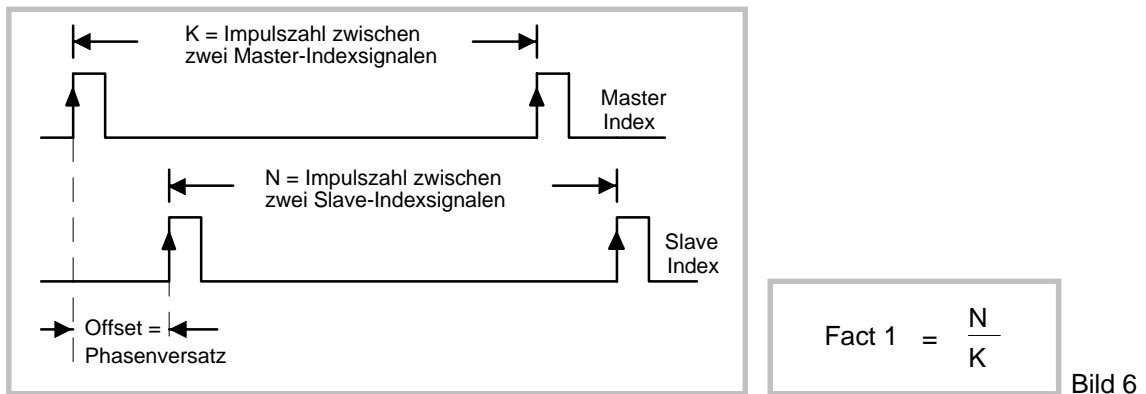 K = Impulszahl zwischen
zwei Master-Indexsignalen
Master
Index
N = Impulszahl zwischen
zwei Slave-Indexsignalen
Slave
Index
Offset =
Phasenversatz
Fact 1 = N
K
Bild 6